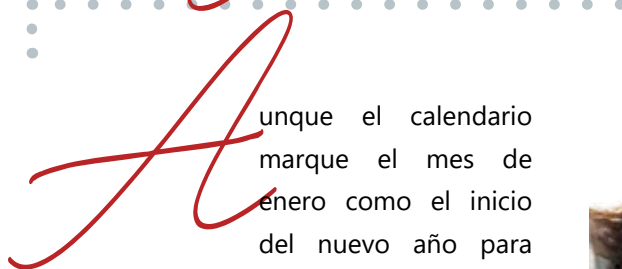 Aunque el calendario
marque el mes de
enero como el inicio
del nuevo año para